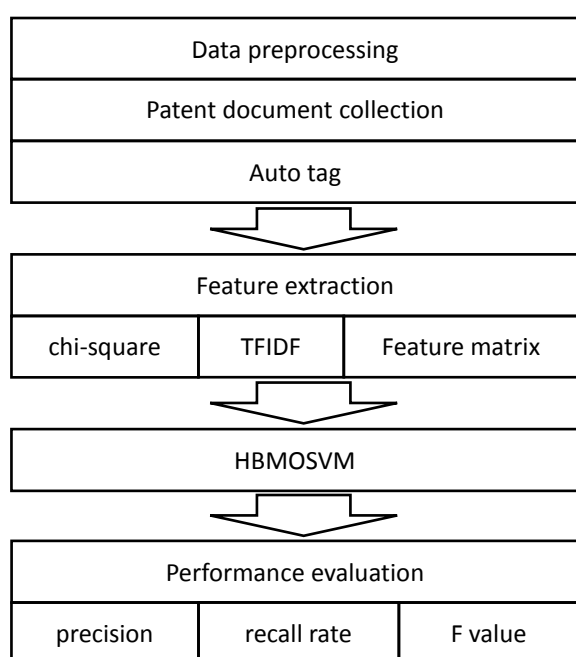 Data preprocessing
Patent document collection
Auto tag
Feature extraction
chi-square TFIDF Feature matrix
HBMOSVM
Performance evaluation
precision recall rate F value